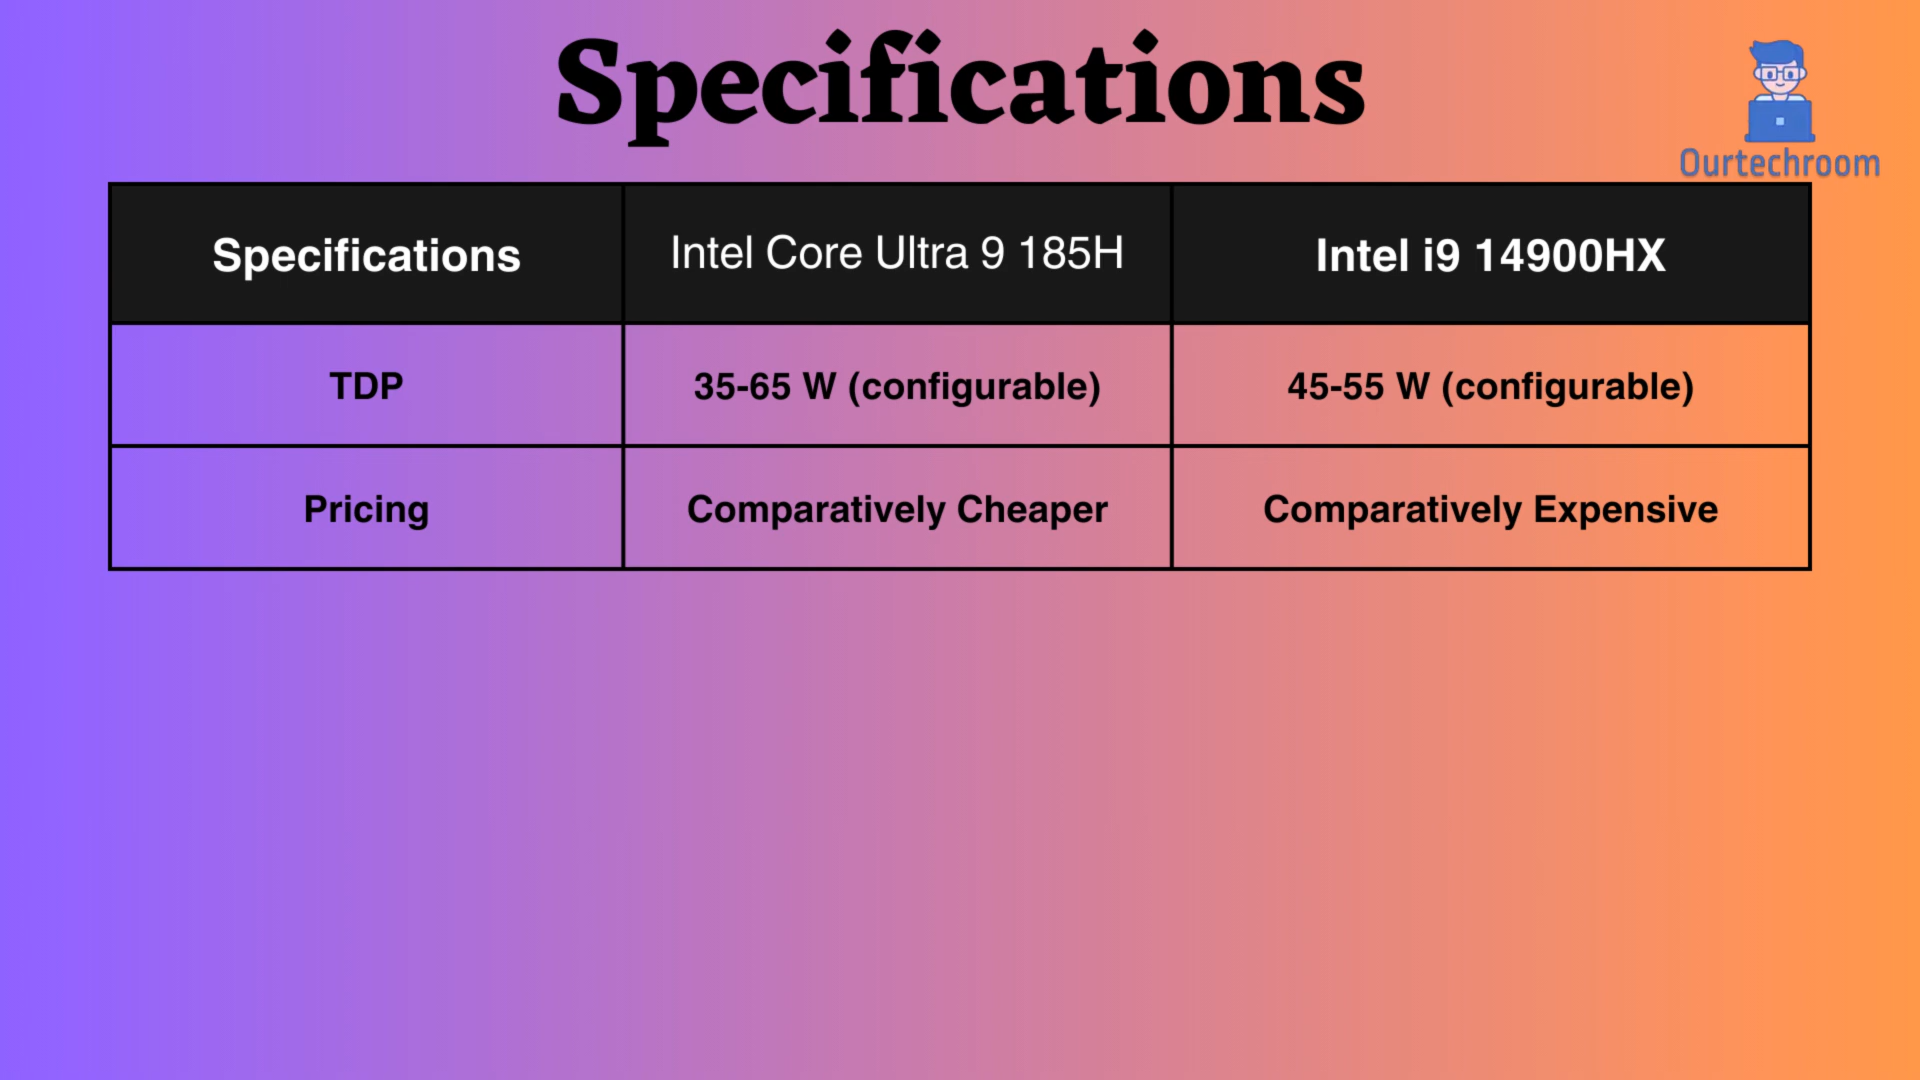 Specifications
Ourtechroom
Specifications Intel Core Ultra 9 185H Intel i9 14900HX
TDP 35-65 W (configurable) 45-55 W (configurable)
Pricing Comparatively Cheaper Comparatively Expensive